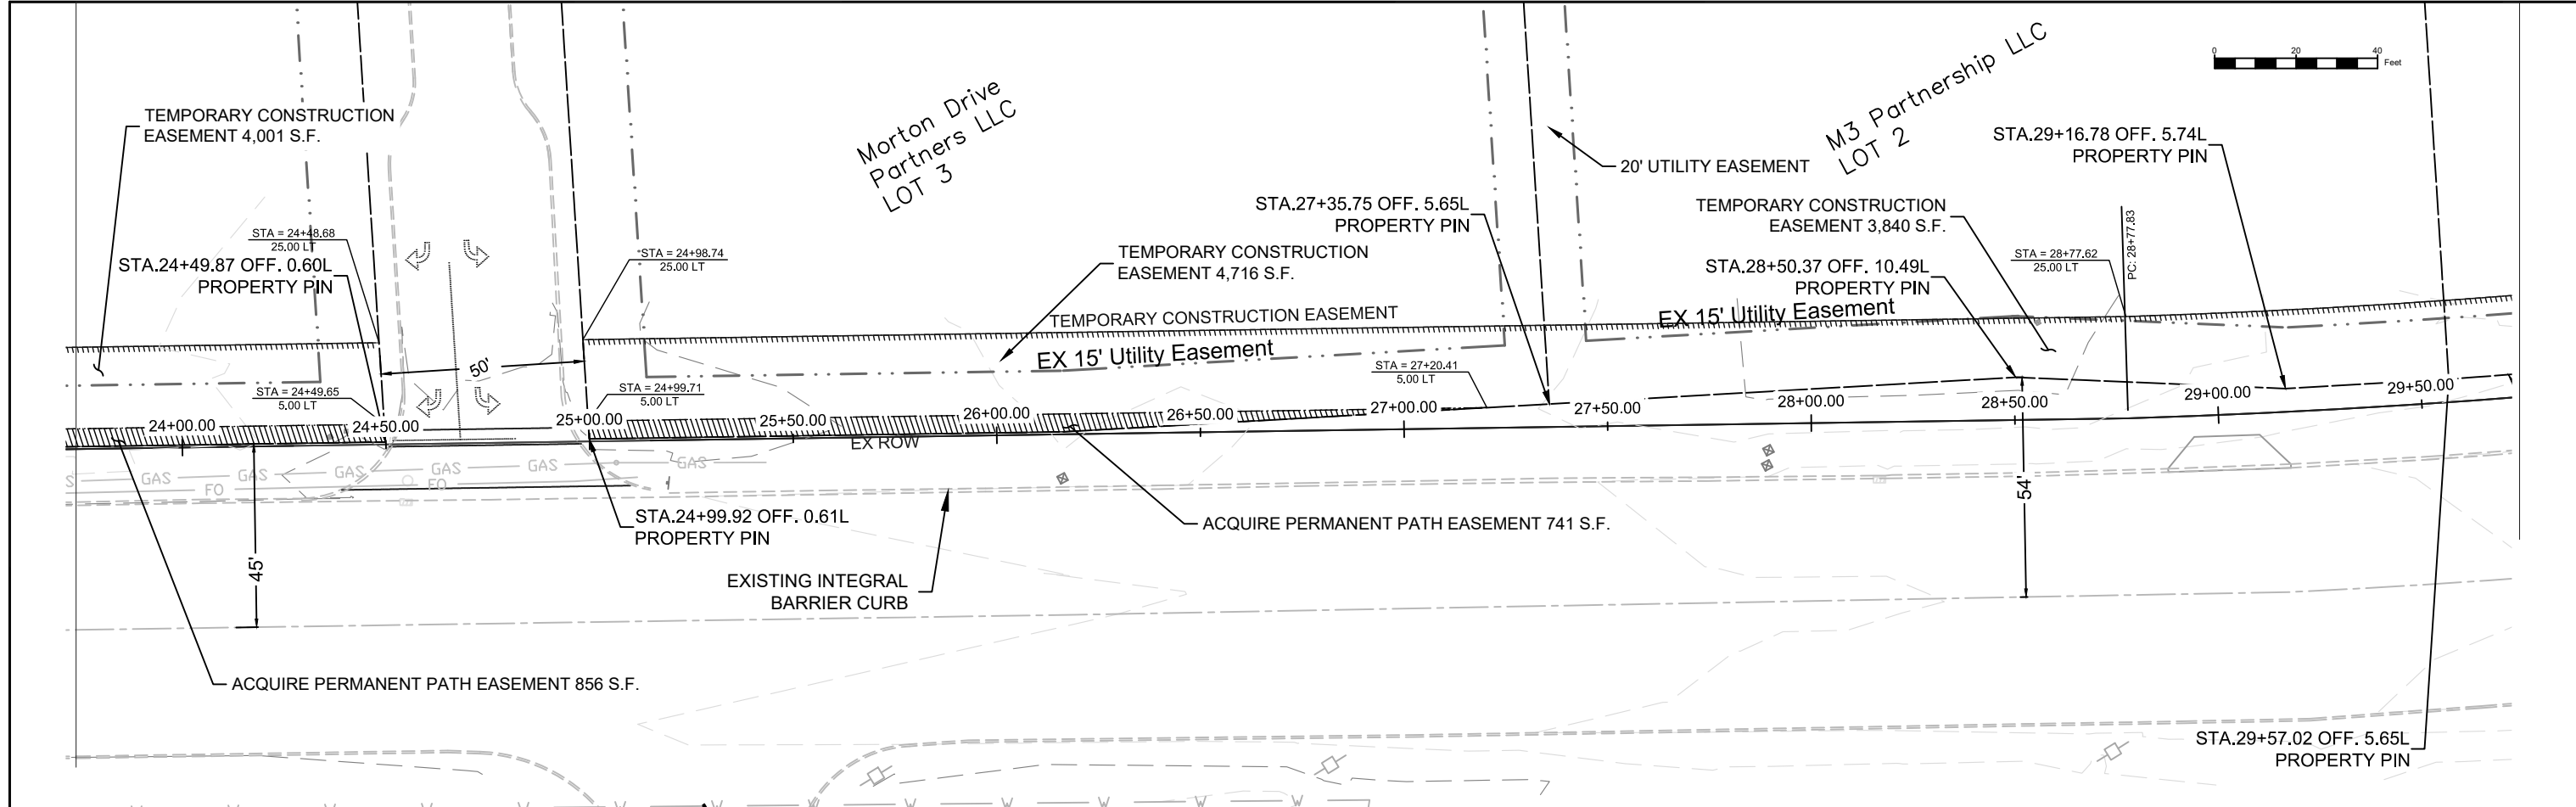 0 20 40
Feet
TEMPORARY CONSTRUCTION
EASEMENT 4,001 S.F.
Morton Drive
Partners LLC
LOT 3
M3 Partnership LLC
LOT 2
STA.29+16.78 OFF. 5.74L
PROPERTY PIN
20' UTILITY EASEMENT
STA.27+35.75 OFF. 5.65L
PROPERTY PIN
TEMPORARY CONSTRUCTION
EASEMENT 3,840 S.F.
PC: 28+77.83
STA = 24+48.68
25.00 LT
STA.24+49.87 OFF. 0.60L
PROPERTY PIN
STA = 24+98.74
25.00 LT
TEMPORARY CONSTRUCTION
EASEMENT 4,716 S.F.
STA.28+50.37 OFF. 10.49L
PROPERTY PIN
STA = 28+77.62
25.00 LT
TEMPORARY CONSTRUCTION EASEMENT
EX 15' Utility Easement
EX 15' Utility Easement
50'
STA = 24+49.65
5.00 LT
STA = 24+99.71
5.00 LT
STA = 27+20.41
5.00 LT
24+00.00
24+50.00
25+00.00
25+50.00
26+00.00
26+50.00
27+00.00
27+50.00
28+00.00
28+50.00
29+00.00
29+50.00
EX ROW
S GAS GAS GAS GAS GAS GAS
FO FO
54'
45'
STA.24+99.92 OFF. 0.61L
PROPERTY PIN
ACQUIRE PERMANENT PATH EASEMENT 741 S.F.
EXISTING INTEGRAL
BARRIER CURB
ACQUIRE PERMANENT PATH EASEMENT 856 S.F.
STA.29+57.02 OFF. 5.65L
PROPERTY PIN
W W W W W W W W W W W W W